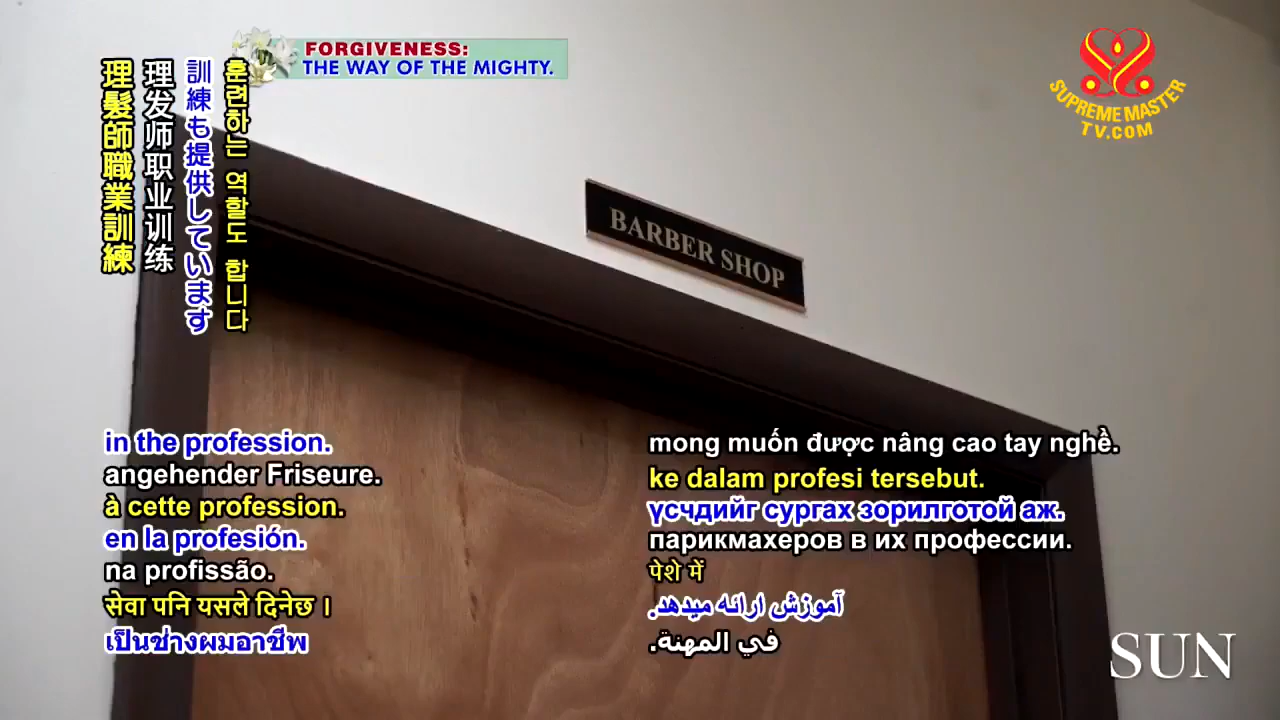 FORGIVENESS:
THE WAY OF THE MIGHTY.
SUPREME MASTER
TV.COM
理髮師職業訓練
理发师职业训练
訓練も提供しています
훈련하는 역할도 합니다
BARBER SHOP
in the profession.
angehender Friseure.
à cette profession.
en la profesión.
na profissão.
सेवा पनि यसले दिनेछ ।
เป็นช่างผมอาชีพ
mong muốn được nâng cao tay nghề.
ke dalam profesi tersebut.
үсчдийг сургах зорилготой аж.
парикмахеров в их профессии.
पेशे में
آموزش ارائه میدهد.
في المهنة.
SUN